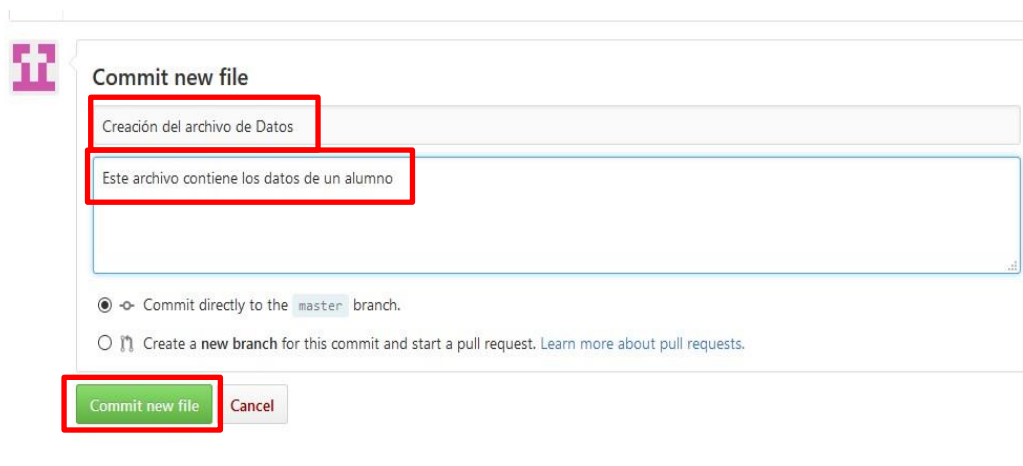 Commit new file
Creación del archivo de Datos
Este archivo contiene los datos de un alumno
Commit directly to the master branch.
Create a new branch for this commit and start a pull request. Learn more about pull requests.
Commit new file Cancel